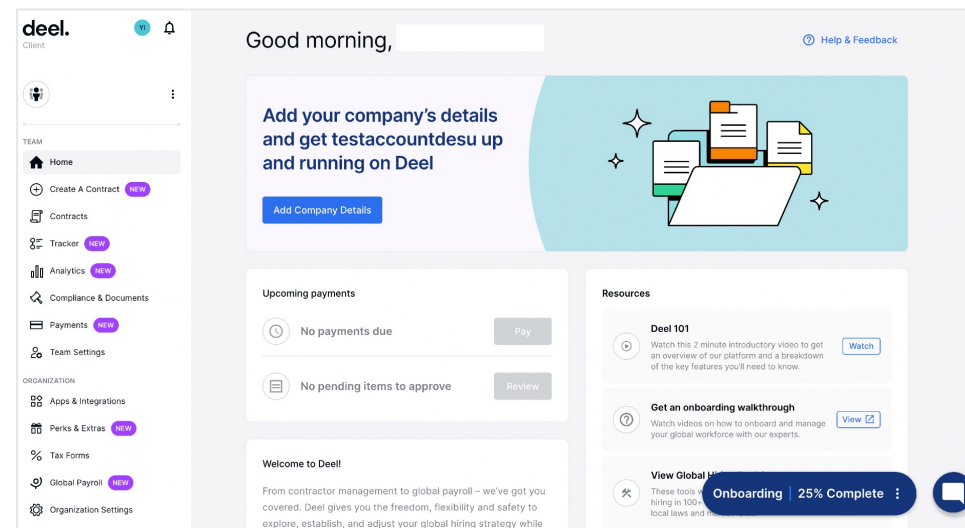 deel.
YI
Client
TEAM
Home
Create A Contract NEW
Contracts
Tracker NEW
Analytics NEW
Compliance & Documents
Payments NEW
Team Settings
ORGANIZATION
Apps & Integrations
Perks & Extras NEW
Tax Forms
Global Payroll NEW
Organization Settings
Good morning,
Help & Feedback
Add your company's details
and get testaccountdesu up
and running on Deel
Add Company Details
Upcoming payments
No payments due
Pay
No pending items to approve
Review
Welcome to Deel!
From contractor management to global payroll – we've got you
covered. Deel gives you the freedom, flexibility and safety to
explore, establish, and adjust your global hiring strategy while
Resources
Deel 101
Watch this 2 minute introductory video to get
an overview of our platform and a breakdown
of the key features you'll need to know.
Watch
Get an onboarding walkthrough
Watch videos on how to onboard and manage
your global workforce with our experts.
View
View Global
These tools
hiring in 100+
local laws and
Onboarding | 25% Complete